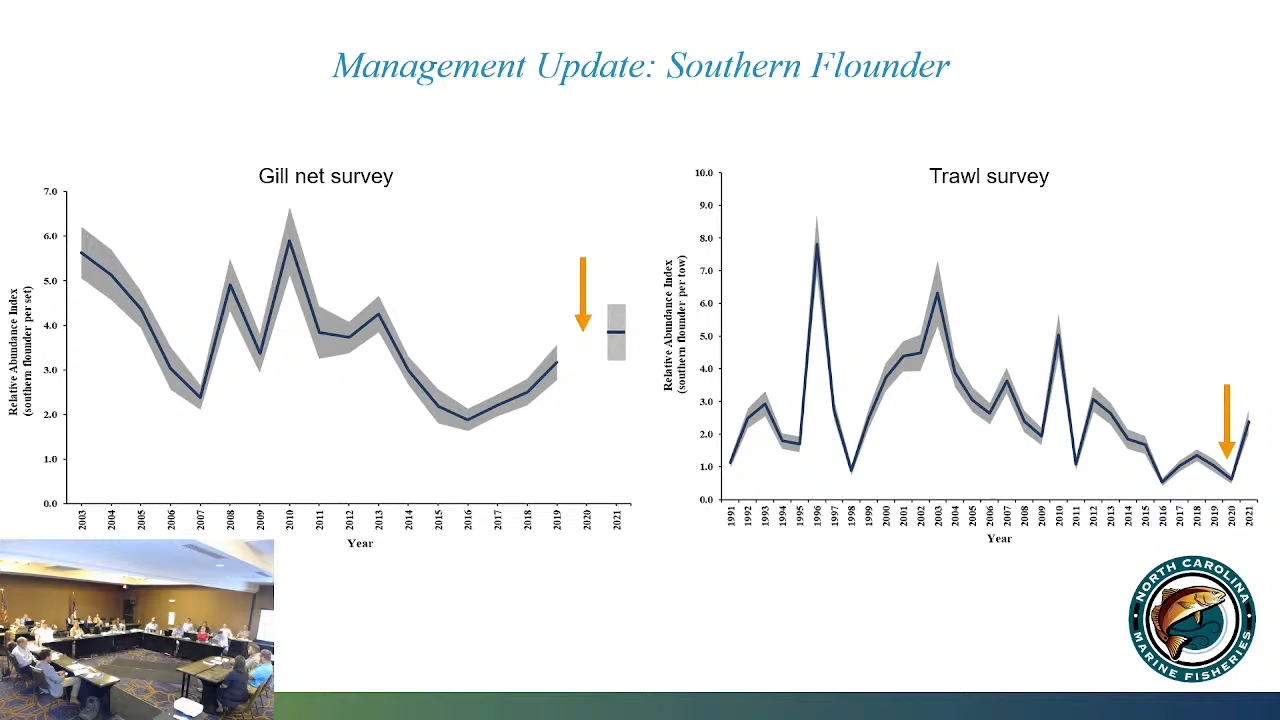 Management Update: Southern Flounder
Gill net survey
7.0
6.0
5.0
4.0
3.0
2.0
1.0
0.0
Relative Abundance Index
(southern flounder per set)
2003 2004 2005 2006 2007 2008 2009 2010 2011 2012 2013 2014 2015 2016 2017 2018 2019 2020 2021
Year
Trawl survey
10.0
9.0
8.0
7.0
6.0
5.0
4.0
3.0
2.0
1.0
0.0
Relative Abundance Index
(southern flounder per tow)
1991 1992 1993 1994 1995 1996 1997 1998 1999 2000 2001 2002 2003 2004 2005 2006 2007 2008 2009 2010 2011 2012 2013 2014 2015 2016 2017 2018 2019 2020 2021
Year
NORTH CAROLINA
MARINE FISHERIES